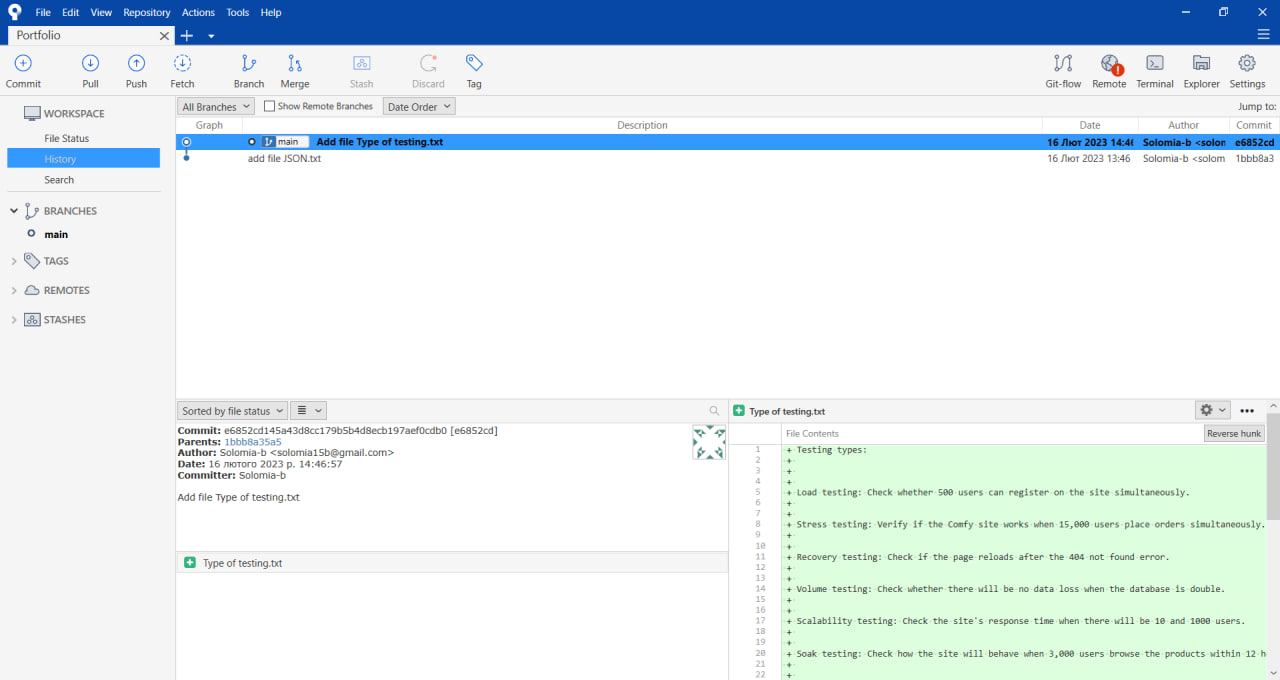 File Edit View Repository Actions Tools Help
Portfolio
Commit Pull Push Fetch Branch Merge Stash Discard Tag Git-flow Remote Terminal Explorer Settings
WORKSPACE
File Status
History
Search
BRANCHES
main
TAGS
REMOTES
STASHES
All Branches Show Remote Branches Date Order Jump to:
Graph Description Date Author Commit
main Add file Type of testing.txt 16 Лют 2023 14:46 Solomia-b <solon e6852cd
add file JSON.txt 16 Лют 2023 13:46 Solomia-b <solom 1bbb8a3
Sorted by file status
Commit: e6852cd145a43d8cc179b5b4d8ecb197aef0cdb0 [e6852cd]
Parents: 1bbb8a35a5
Author: Solomia-b <solomia15b@gmail.com>
Date: 16 лютого 2023 р. 14:46:57
Committer: Solomia-b
Add file Type of testing.txt
Type of testing.txt
Type of testing.txt
File Contents Reverse hunk
1 + Testing types:
2 +
3 +
4 +
5 + Load testing: Check whether 500 users can register on the site simultaneously.
6 +
7 +
8 + Stress testing: Verify if the Comfy site works when 15,000 users place orders simultaneously.
9 +
10 +
11 + Recovery testing: Check if the page reloads after the 404 not found error.
12 +
13 +
14 + Volume testing: Check whether there will be no data loss when the database is double.
15 +
16 +
17 + Scalability testing: Check the site's response time when there will be 10 and 1000 users.
18 +
19 +
20 + Soak testing: Check how the site will behave when 3,000 users browse the products within 12 h
21 +
22 +